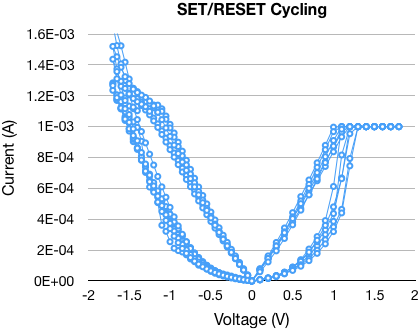 SET/RESET Cycling
1.6E-03
1.4E-03
1.2E-03
1E-03
8E-04
6E-04
4E-04
2E-04
0E+00
Current (A)
-2 -1.5 -1 -0.5 0 0.5 1 1.5 2
Voltage (V)